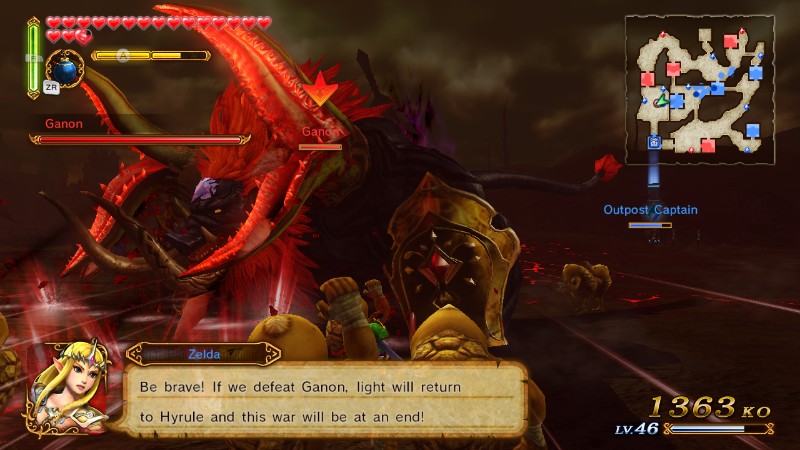 A
ZR
Ganon
Ganon
Outpost Captain
Zelda
Be brave! If we defeat Ganon, light will return
to Hyrule and this war will be at an end!
1363 KO
LV.46